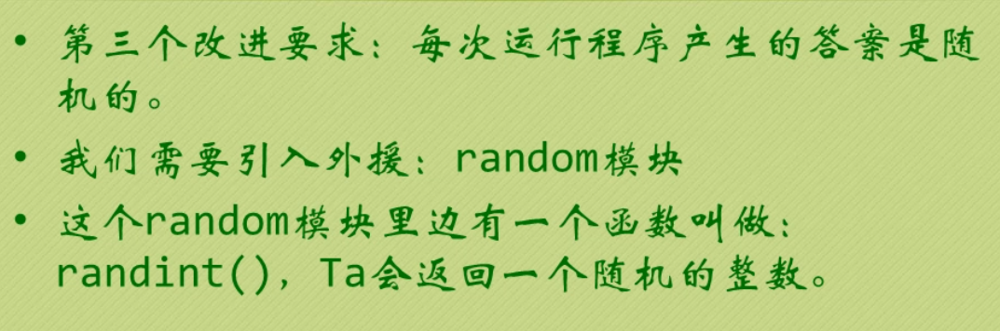 • 第三个改进要求：每次运行程序产生的答案是随
机的。
• 我们需要引入外援：random模块
• 这个random模块里边有一个函数叫做：
randint()，Ta会返回一个随机的整数。